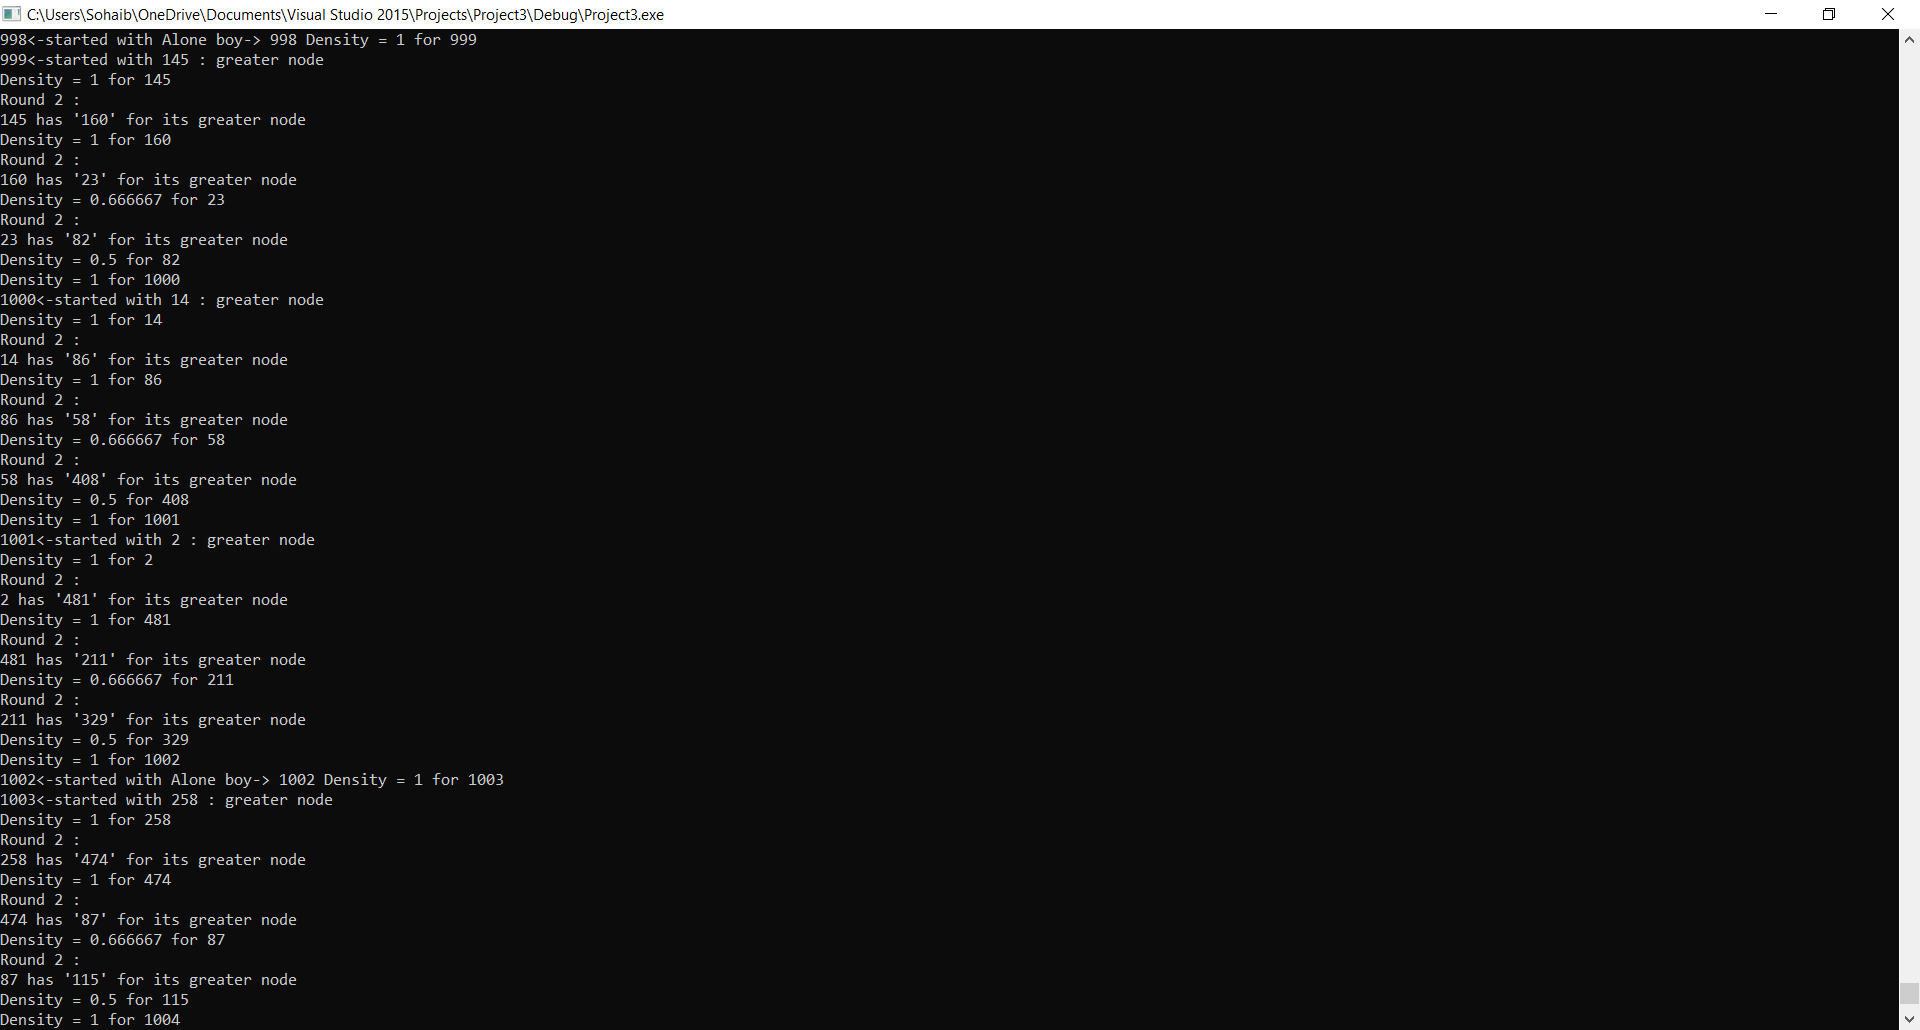 C:\Users\Sohaib\OneDrive\Documents\Visual Studio 2015\Projects\Project3\Debug\Project3.exe
998<-started with Alone boy-> 998 Density = 1 for 999
999<-started with 145 : greater node
Density = 1 for 145
Round 2 :
145 has '160' for its greater node
Density = 1 for 160
Round 2 :
160 has '23' for its greater node
Density = 0.666667 for 23
Round 2 :
23 has '82' for its greater node
Density = 0.5 for 82
Density = 1 for 1000
1000<-started with 14 : greater node
Density = 1 for 14
Round 2 :
14 has '86' for its greater node
Density = 1 for 86
Round 2 :
86 has '58' for its greater node
Density = 0.666667 for 58
Round 2 :
58 has '408' for its greater node
Density = 0.5 for 408
Density = 1 for 1001
1001<-started with 2 : greater node
Density = 1 for 2
Round 2 :
2 has '481' for its greater node
Density = 1 for 481
Round 2 :
481 has '211' for its greater node
Density = 0.666667 for 211
Round 2 :
211 has '329' for its greater node
Density = 0.5 for 329
Density = 1 for 1002
1002<-started with Alone boy-> 1002 Density = 1 for 1003
1003<-started with 258 : greater node
Density = 1 for 258
Round 2 :
258 has '474' for its greater node
Density = 1 for 474
Round 2 :
474 has '87' for its greater node
Density = 0.666667 for 87
Round 2 :
87 has '115' for its greater node
Density = 0.5 for 115
Density = 1 for 1004